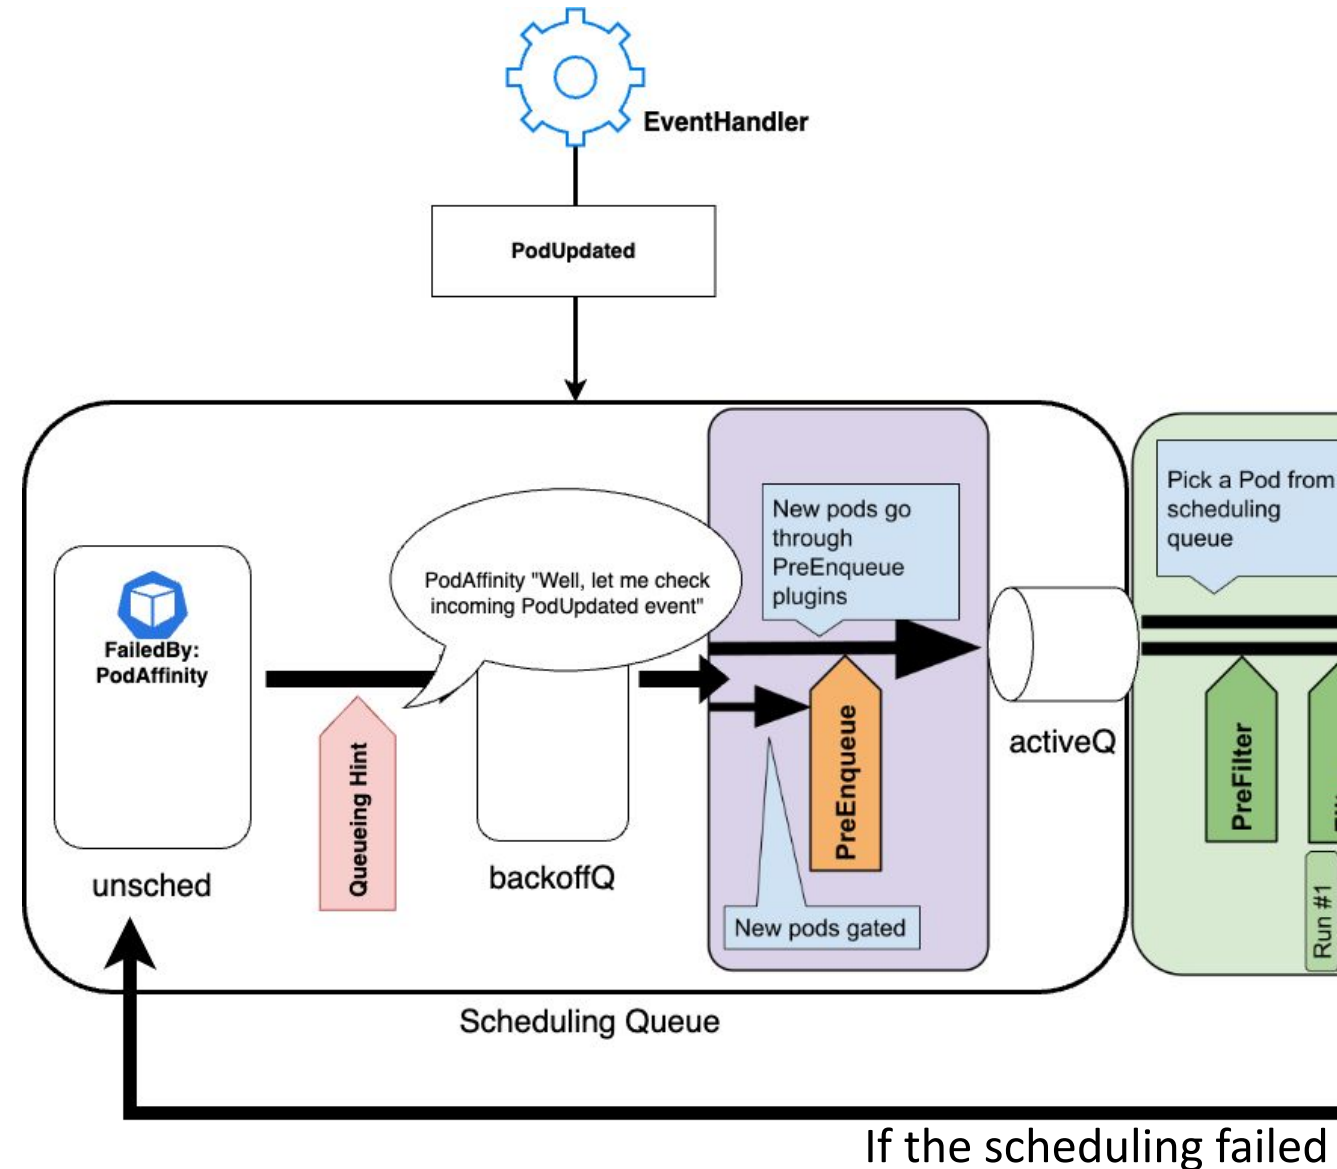 EventHandler
PodUpdated
PodAffinity "Well, let me check
incoming PodUpdated event"
New pods go
through
PreEnqueue
plugins
Pick a Pod from
scheduling
queue
FailedBy:
PodAffinity
Queueing Hint
PreEnqueue
activeQ
PreFilter
unsched
backoffQ
New pods gated
Run #1
Scheduling Queue
If the scheduling failed